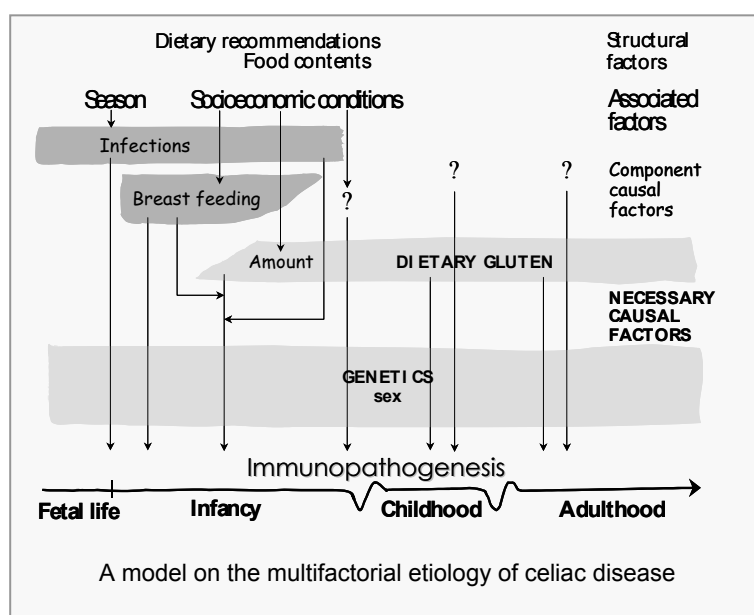 Dietary recommendations
Food contents
Structural
factors
Season
Socioeconomic conditions
Associated
factors
Infections
Breast feeding
?
?
?
Component
causal
factors
Amount
DIETARY GLUTEN
NECESSARY
CAUSAL
FACTORS
GENETICS
sex
Immunopathogenesis
Fetal life
Infancy
Childhood
Adulthood
A model on the multifactorial etiology of celiac disease